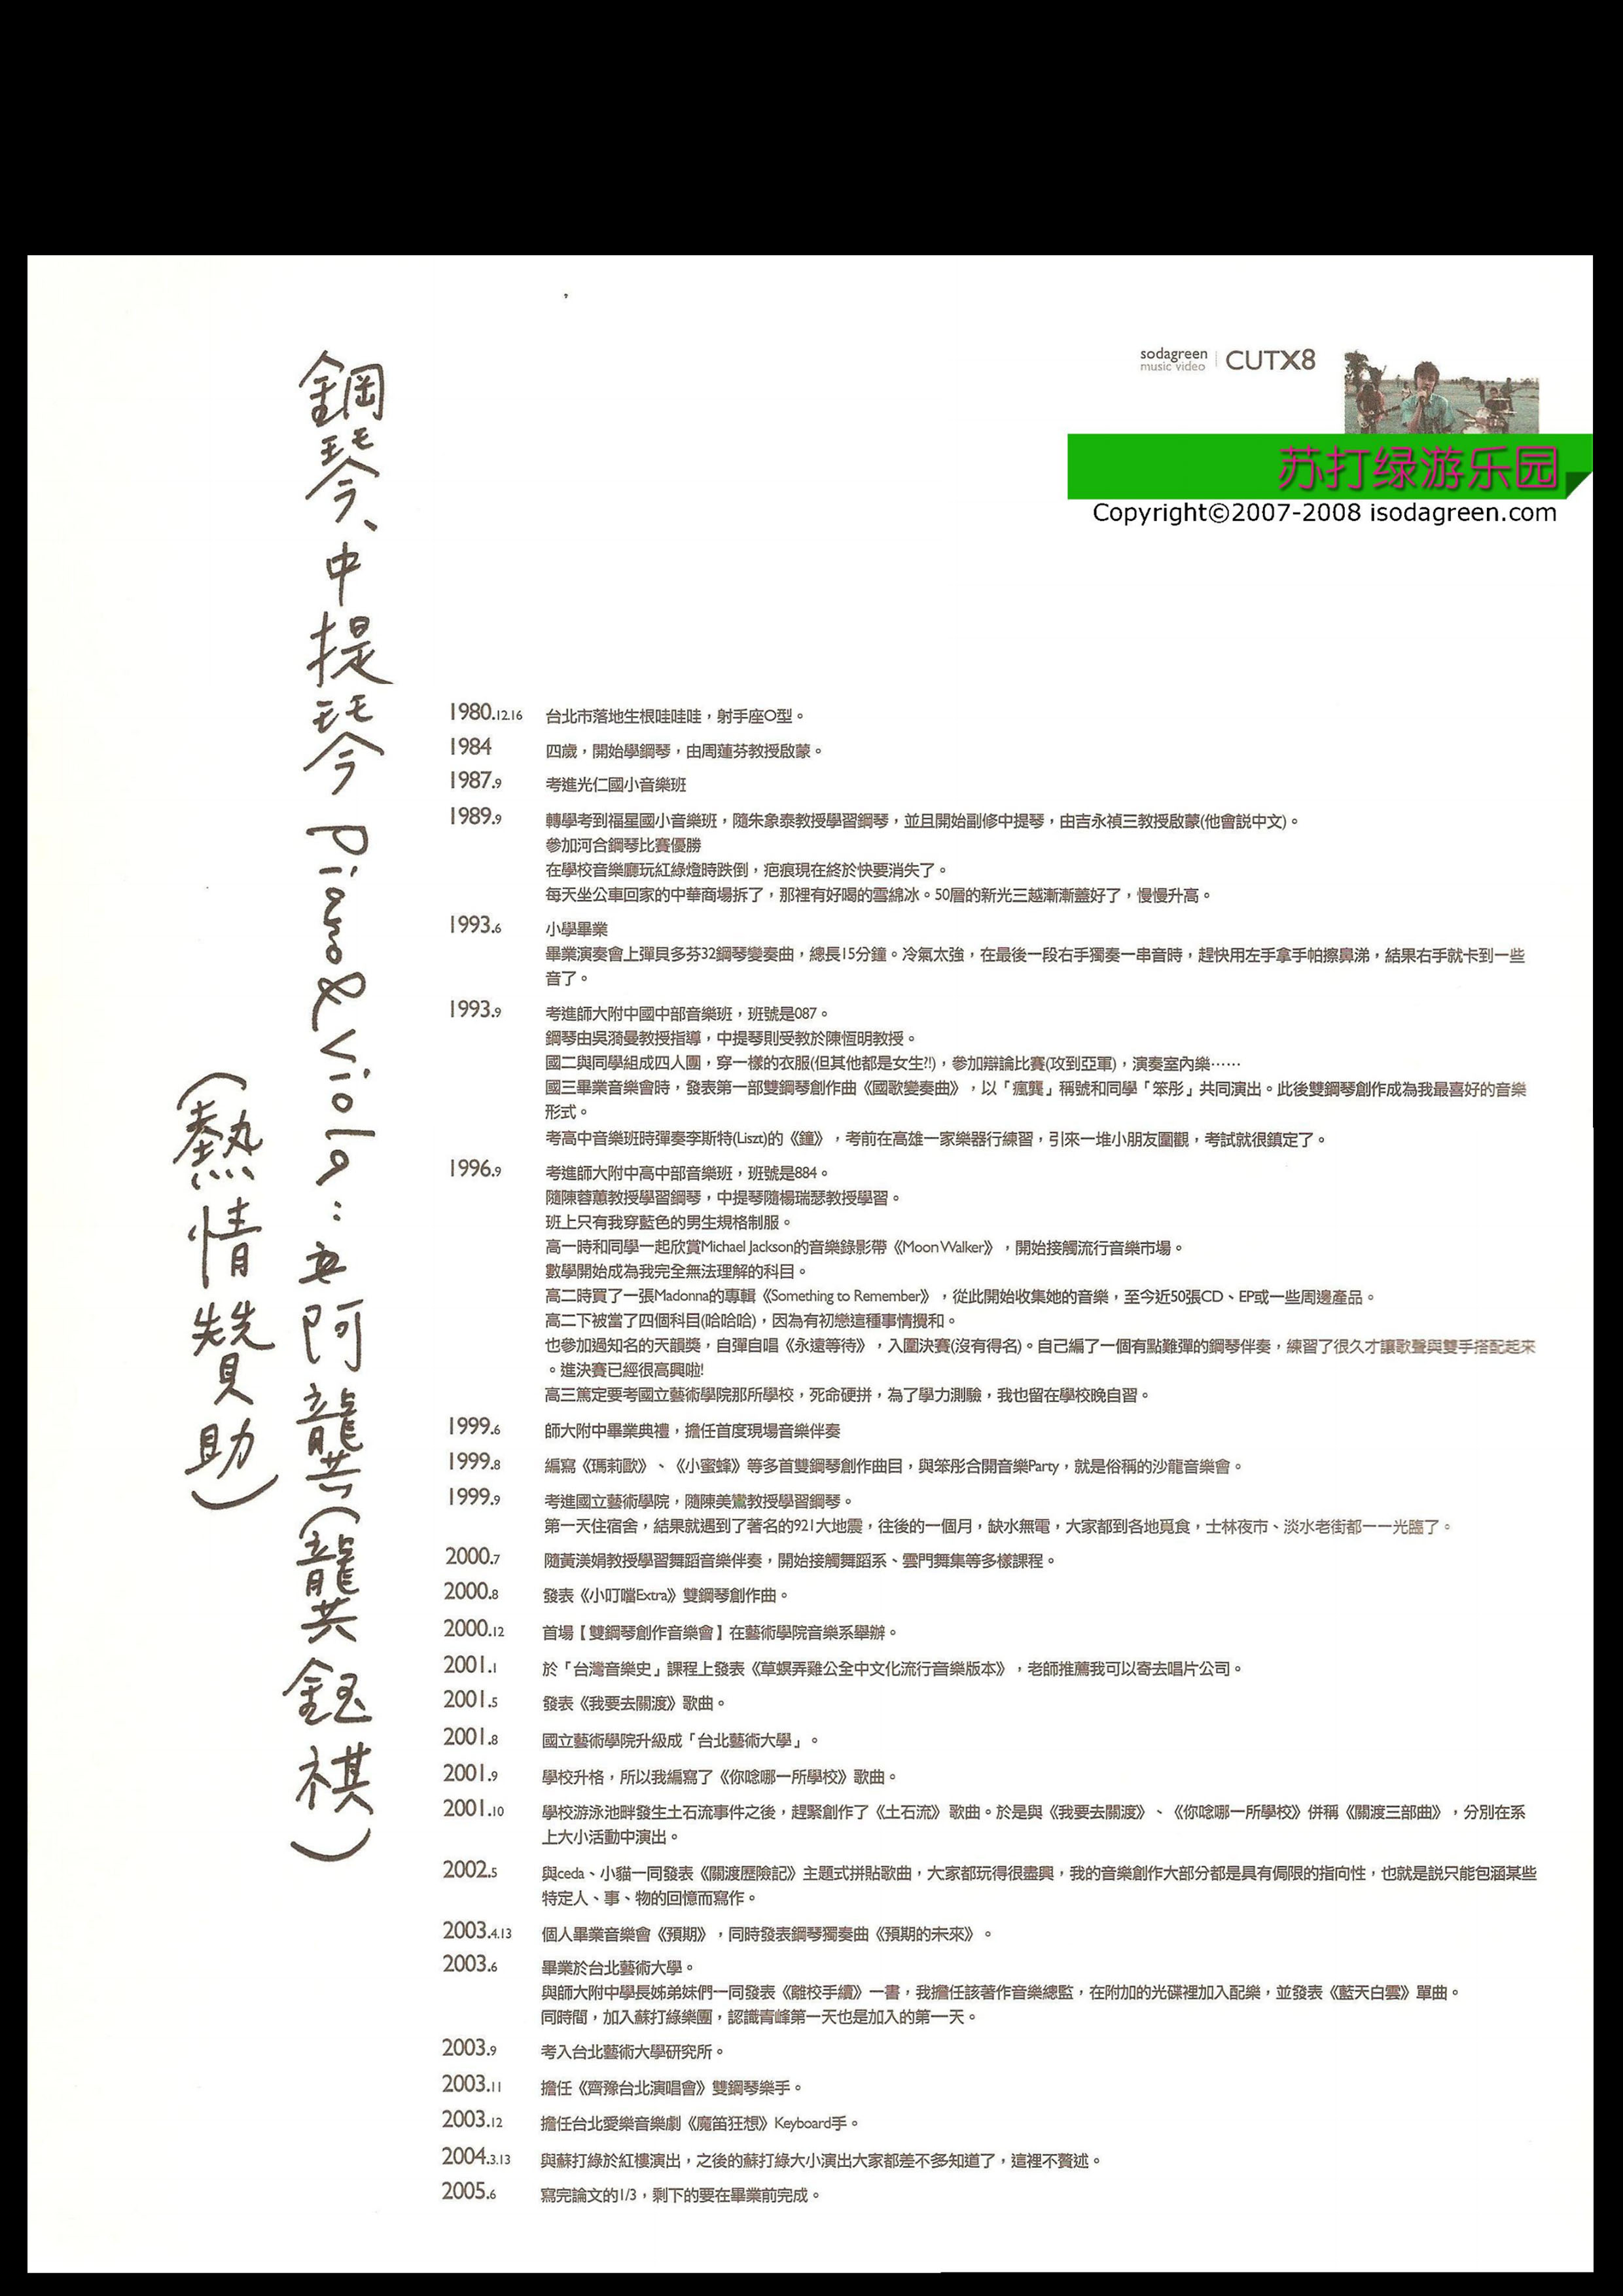 sodagreen
music video
CUTX8
苏打绿游乐园
Copyright©2007-2008 isodagreen.com
鋼琴、中提琴 Piano & Viola：阿龔(龔鈺祺)
(熱情贊助)
1980.12.16 台北市落地生根哇哇哇，射手座O型。
1984 四歲，開始學鋼琴，由周蓮芬教授啟蒙。
1987.9 考進光仁國小音樂班
1989.9 轉學考到福星國小音樂班，隨朱象泰教授學習鋼琴，並且開始副修中提琴，由吉永禎三教授啟蒙(他會説中文)。
參加河合鋼琴比賽優勝
在學校音樂廳玩紅綠燈時跌倒，疤痕現在終於快要消失了。
每天坐公車回家的中華商場拆了，那裡有好喝的雪綿冰。50層的新光三越漸漸蓋好了，慢慢升高。
1993.6 小學畢業
畢業演奏會上彈貝多芬32鋼琴變奏曲，總長15分鐘。冷氣太強，在最後一段右手獨奏一串音時，趕快用左手拿手帕擦鼻涕，結果右手就卡到一些
音了。
1993.9 考進師大附中國中部音樂班，班號是087。
鋼琴由吳漪曼教授指導，中提琴則受教於陳恆明教授。
國二與同學組成四人團，穿一樣的衣服(但其他都是女生?!)，參加辯論比賽(攻到亞軍)，演奏室內樂……
國三畢業音樂會時，發表第一部雙鋼琴創作曲《國歌變奏曲》，以「瘋龔」稱號和同學「笨彤」共同演出。此後雙鋼琴創作成為我最喜好的音樂
形式。
考高中音樂班時彈奏李斯特(Liszt)的《鐘》，考前在高雄一家樂器行練習，引來一堆小朋友圍觀，考試就很鎮定了。
1996.9 考進師大附中高中部音樂班，班號是884。
隨陳蓉蕙教授學習鋼琴，中提琴隨楊瑞瑟教授學習。
班上只有我穿藍色的男生規格制服。
高一時和同學一起欣賞Michael Jackson的音樂錄影帶《Moon Walker》，開始接觸流行音樂市場。
數學開始成為我完全無法理解的科目。
高二時買了一張Madonna的專輯《Something to Remember》，從此開始收集她的音樂，至今近50張CD、EP或一些周邊產品。
高二下被當了四個科目(哈哈哈)，因為有初戀這種事情攪和。
也參加過知名的天韻獎，自彈自唱《永遠等待》，入圍決賽(沒有得名)。自己編了一個有點難彈的鋼琴伴奏，練習了很久才讓歌聲與雙手搭配起來
。進決賽已經很高興啦!
高三篤定要考國立藝術學院那所學校，死命硬拼，為了學力測驗，我也留在學校晚自習。
1999.6 師大附中畢業典禮，擔任首度現場音樂伴奏
1999.8 編寫《瑪莉歐》、《小蜜蜂》等多首雙鋼琴創作曲目，與笨彤合開音樂Party，就是俗稱的沙龍音樂會。
1999.9 考進國立藝術學院，隨陳美鸞教授學習鋼琴。
第一天住宿舍，結果就遇到了著名的921大地震，往後的一個月，缺水無電，大家都到各地覓食，士林夜市、淡水老街都一一光臨了。
2000.7 隨黃渼娟教授學習舞蹈音樂伴奏，開始接觸舞蹈系、雲門舞集等多樣課程。
2000.8 發表《小叮噹Extra》雙鋼琴創作曲。
2000.12 首場【雙鋼琴創作音樂會】在藝術學院音樂系舉辦。
2001.1 於「台灣音樂史」課程上發表《草螟弄雞公全中文化流行音樂版本》，老師推薦我可以寄去唱片公司。
2001.5 發表《我要去關渡》歌曲。
2001.8 國立藝術學院升級成「台北藝術大學」。
2001.9 學校升格，所以我編寫了《你唸哪一所學校》歌曲。
2001.10 學校游泳池畔發生土石流事件之後，趕緊創作了《土石流》歌曲。於是與《我要去關渡》、《你唸哪一所學校》併稱《關渡三部曲》，分別在系
上大小活動中演出。
2002.5 與ceda、小貓一同發表《關渡歷險記》主題式拼貼歌曲，大家都玩得很盡興，我的音樂創作大部分都是具有侷限的指向性，也就是説只能包涵某些
特定人、事、物的回憶而寫作。
2003.4.13 個人畢業音樂會《預期》，同時發表鋼琴獨奏曲《預期的未來》。
2003.6 畢業於台北藝術大學。
與師大附中學長姊弟妹們一同發表《離校手續》一書，我擔任該著作音樂總監，在附加的光碟裡加入配樂，並發表《藍天白雲》單曲。
同時間，加入蘇打綠樂團，認識青峰第一天也是加入的第一天。
2003.9 考入台北藝術大學研究所。
2003.11 擔任《齊豫台北演唱會》雙鋼琴樂手。
2003.12 擔任台北愛樂音樂劇《魔笛狂想》Keyboard手。
2004.3.13 與蘇打綠於紅樓演出，之後的蘇打綠大小演出大家都差不多知道了，這裡不贅述。
2005.6 寫完論文的1/3，剩下的要在畢業前完成。